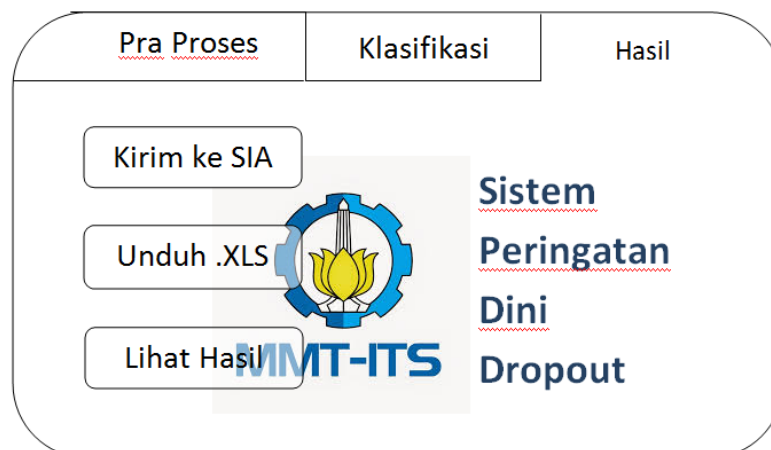 Pra Proses
Klasifikasi
Hasil
Kirim ke SIA
Unduh .XLS
Lihat Hasil
MMT-ITS
Sistem
Peringatan
Dini
Dropout